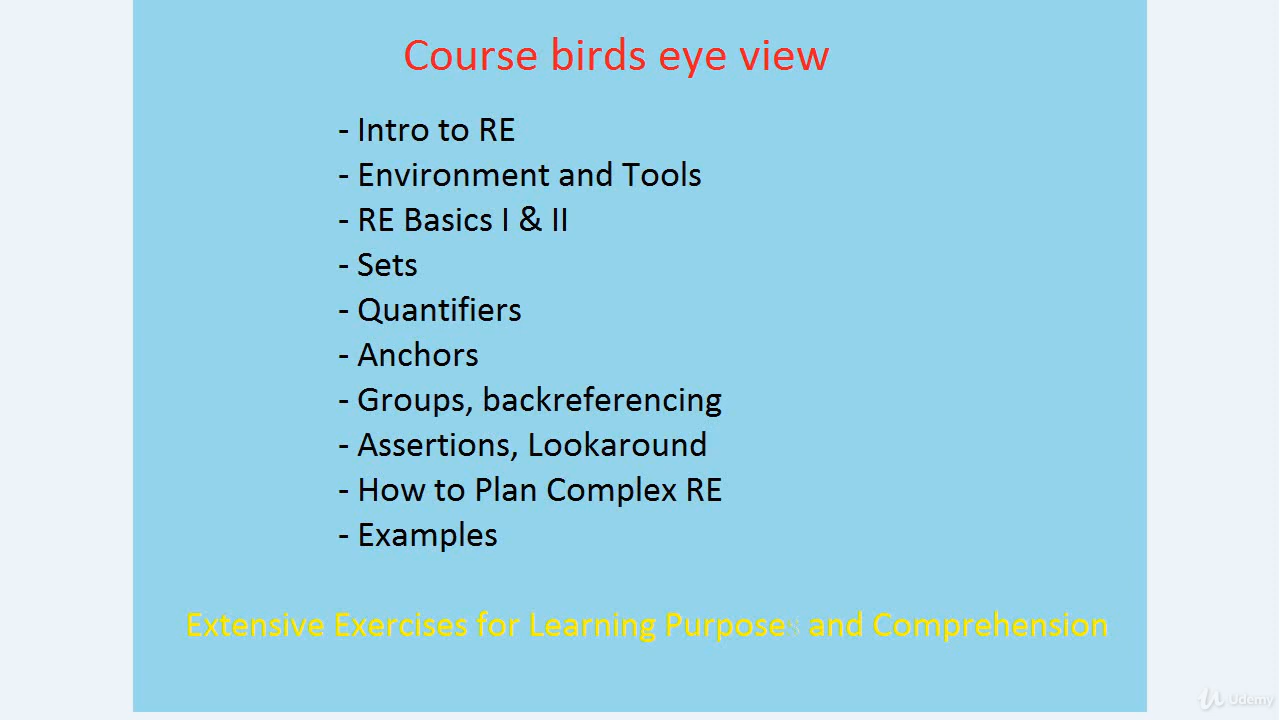 Course birds eye view
- Intro to RE
- Environment and Tools
- RE Basics I & II
- Sets
- Quantifiers
- Anchors
- Groups, backreferencing
- Assertions, Lookaround
- How to Plan Complex RE
- Examples
Extensive Exercises for Learning Purposes and Comprehension
Udemy